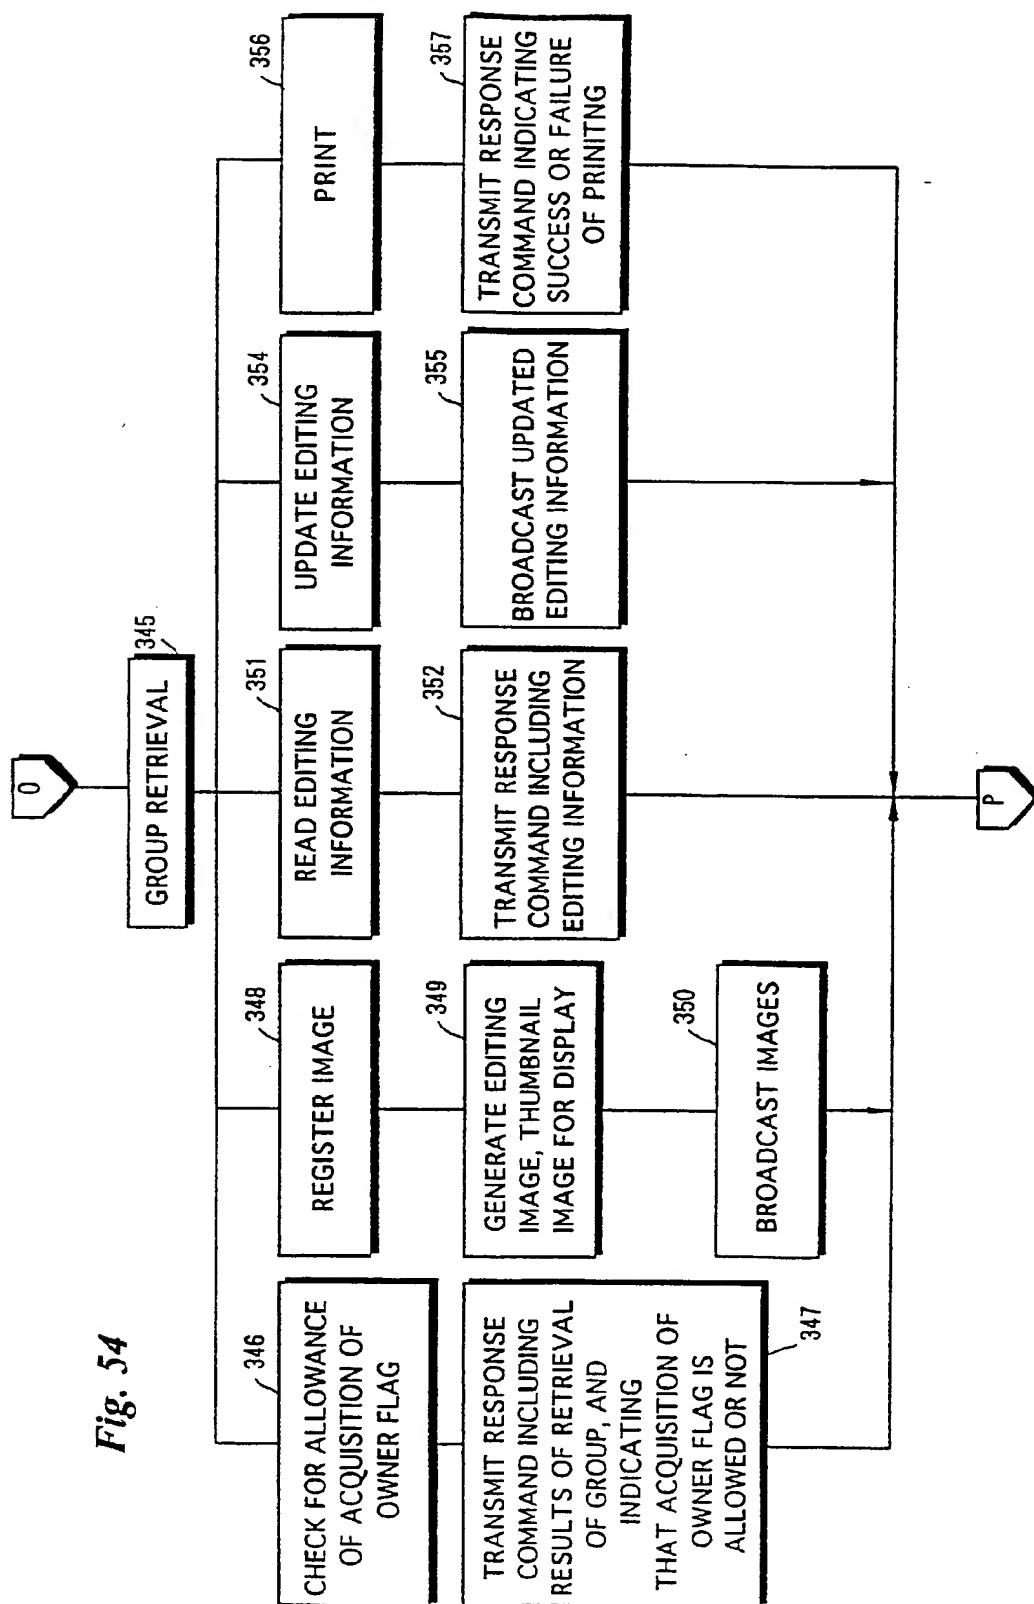 Fig. 54
O
GROUP RETRIEVAL
345
CHECK FOR ALLOWANCE
OF ACQUISITION OF
OWNER FLAG
346
TRANSMIT RESPONSE
COMMAND INCLUDING
RESULTS OF RETRIEVAL
OF GROUP, AND
INDICATING
THAT ACQUISITION OF
OWNER FLAG IS
ALLOWED OR NOT
347
REGISTER IMAGE
348
GENERATE EDITING
IMAGE, THUMBNAIL
IMAGE FOR DISPLAY
349
BROADCAST IMAGES
350
READ EDITING
INFORMATION
351
TRANSMIT RESPONSE
COMMAND INCLUDING
EDITING INFORMATION
352
UPDATE EDITING
INFORMATION
354
BROADCAST UPDATED
EDITING INFORMATION
355
PRINT
356
TRANSMIT RESPONSE
COMMAND INDICATING
SUCCESS OR FAILURE
OF PRINITNG
357
P